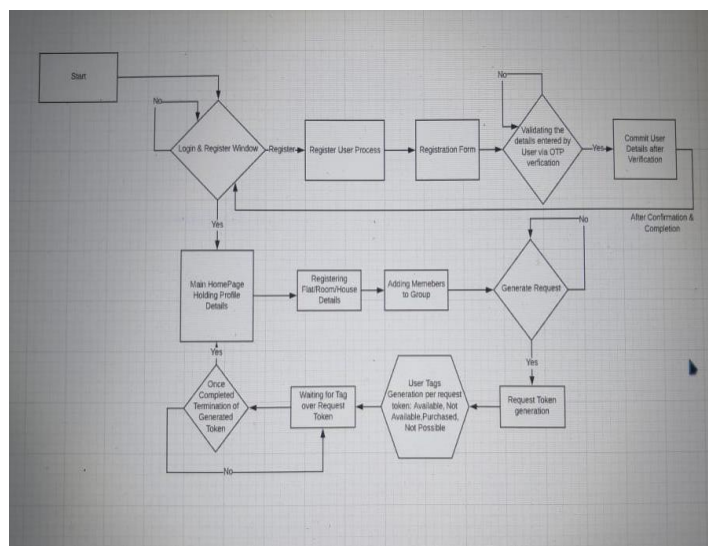 Start
No
Login & Register Window
Register
Register User Process
Registration Form
No
Validating the
details entered by
User via OTP
verfication
Yes
Commit User
Details after
Verification
After Confirmation &
Completion
Yes
Main HomePage
Holding Profile
Details
Registering
Flat/Room/House
Details
Adding Memebers
to Group
Generate Request
No
Yes
Request Token
generation
User Tags
Generation per request
token: Available, Not
Available,Purchased,
Not Possible
Waiting for Tag
over Request
Token
Once
Completed
Termination of
Generated
Token
Yes
No